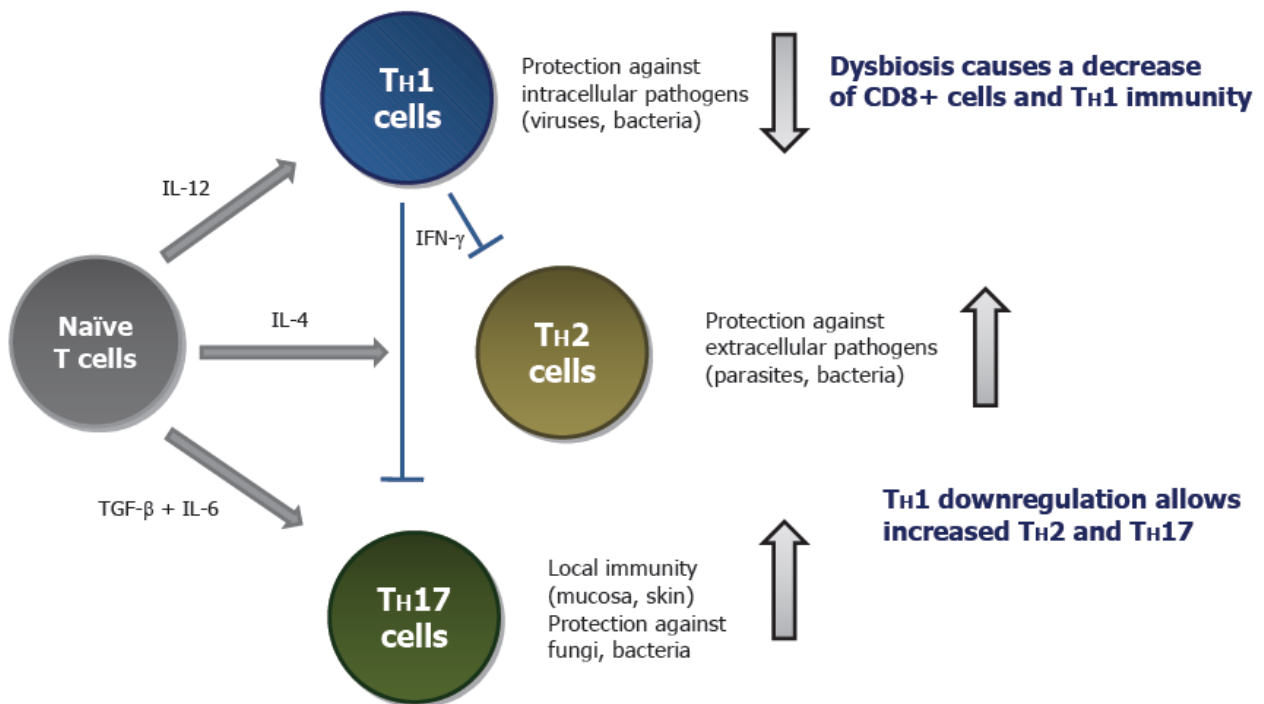 TH1
cells
Protection against
intracellular pathogens
(viruses, bacteria)
Dysbiosis causes a decrease
of CD8+ cells and TH1 immunity
IL-12
IFN-γ
Naïve
T cells
IL-4
TH2
cells
Protection against
extracellular pathogens
(parasites, bacteria)
TGF-β + IL-6
TH1 downregulation allows
increased TH2 and TH17
TH17
cells
Local immunity
(mucosa, skin)
Protection against
fungi, bacteria